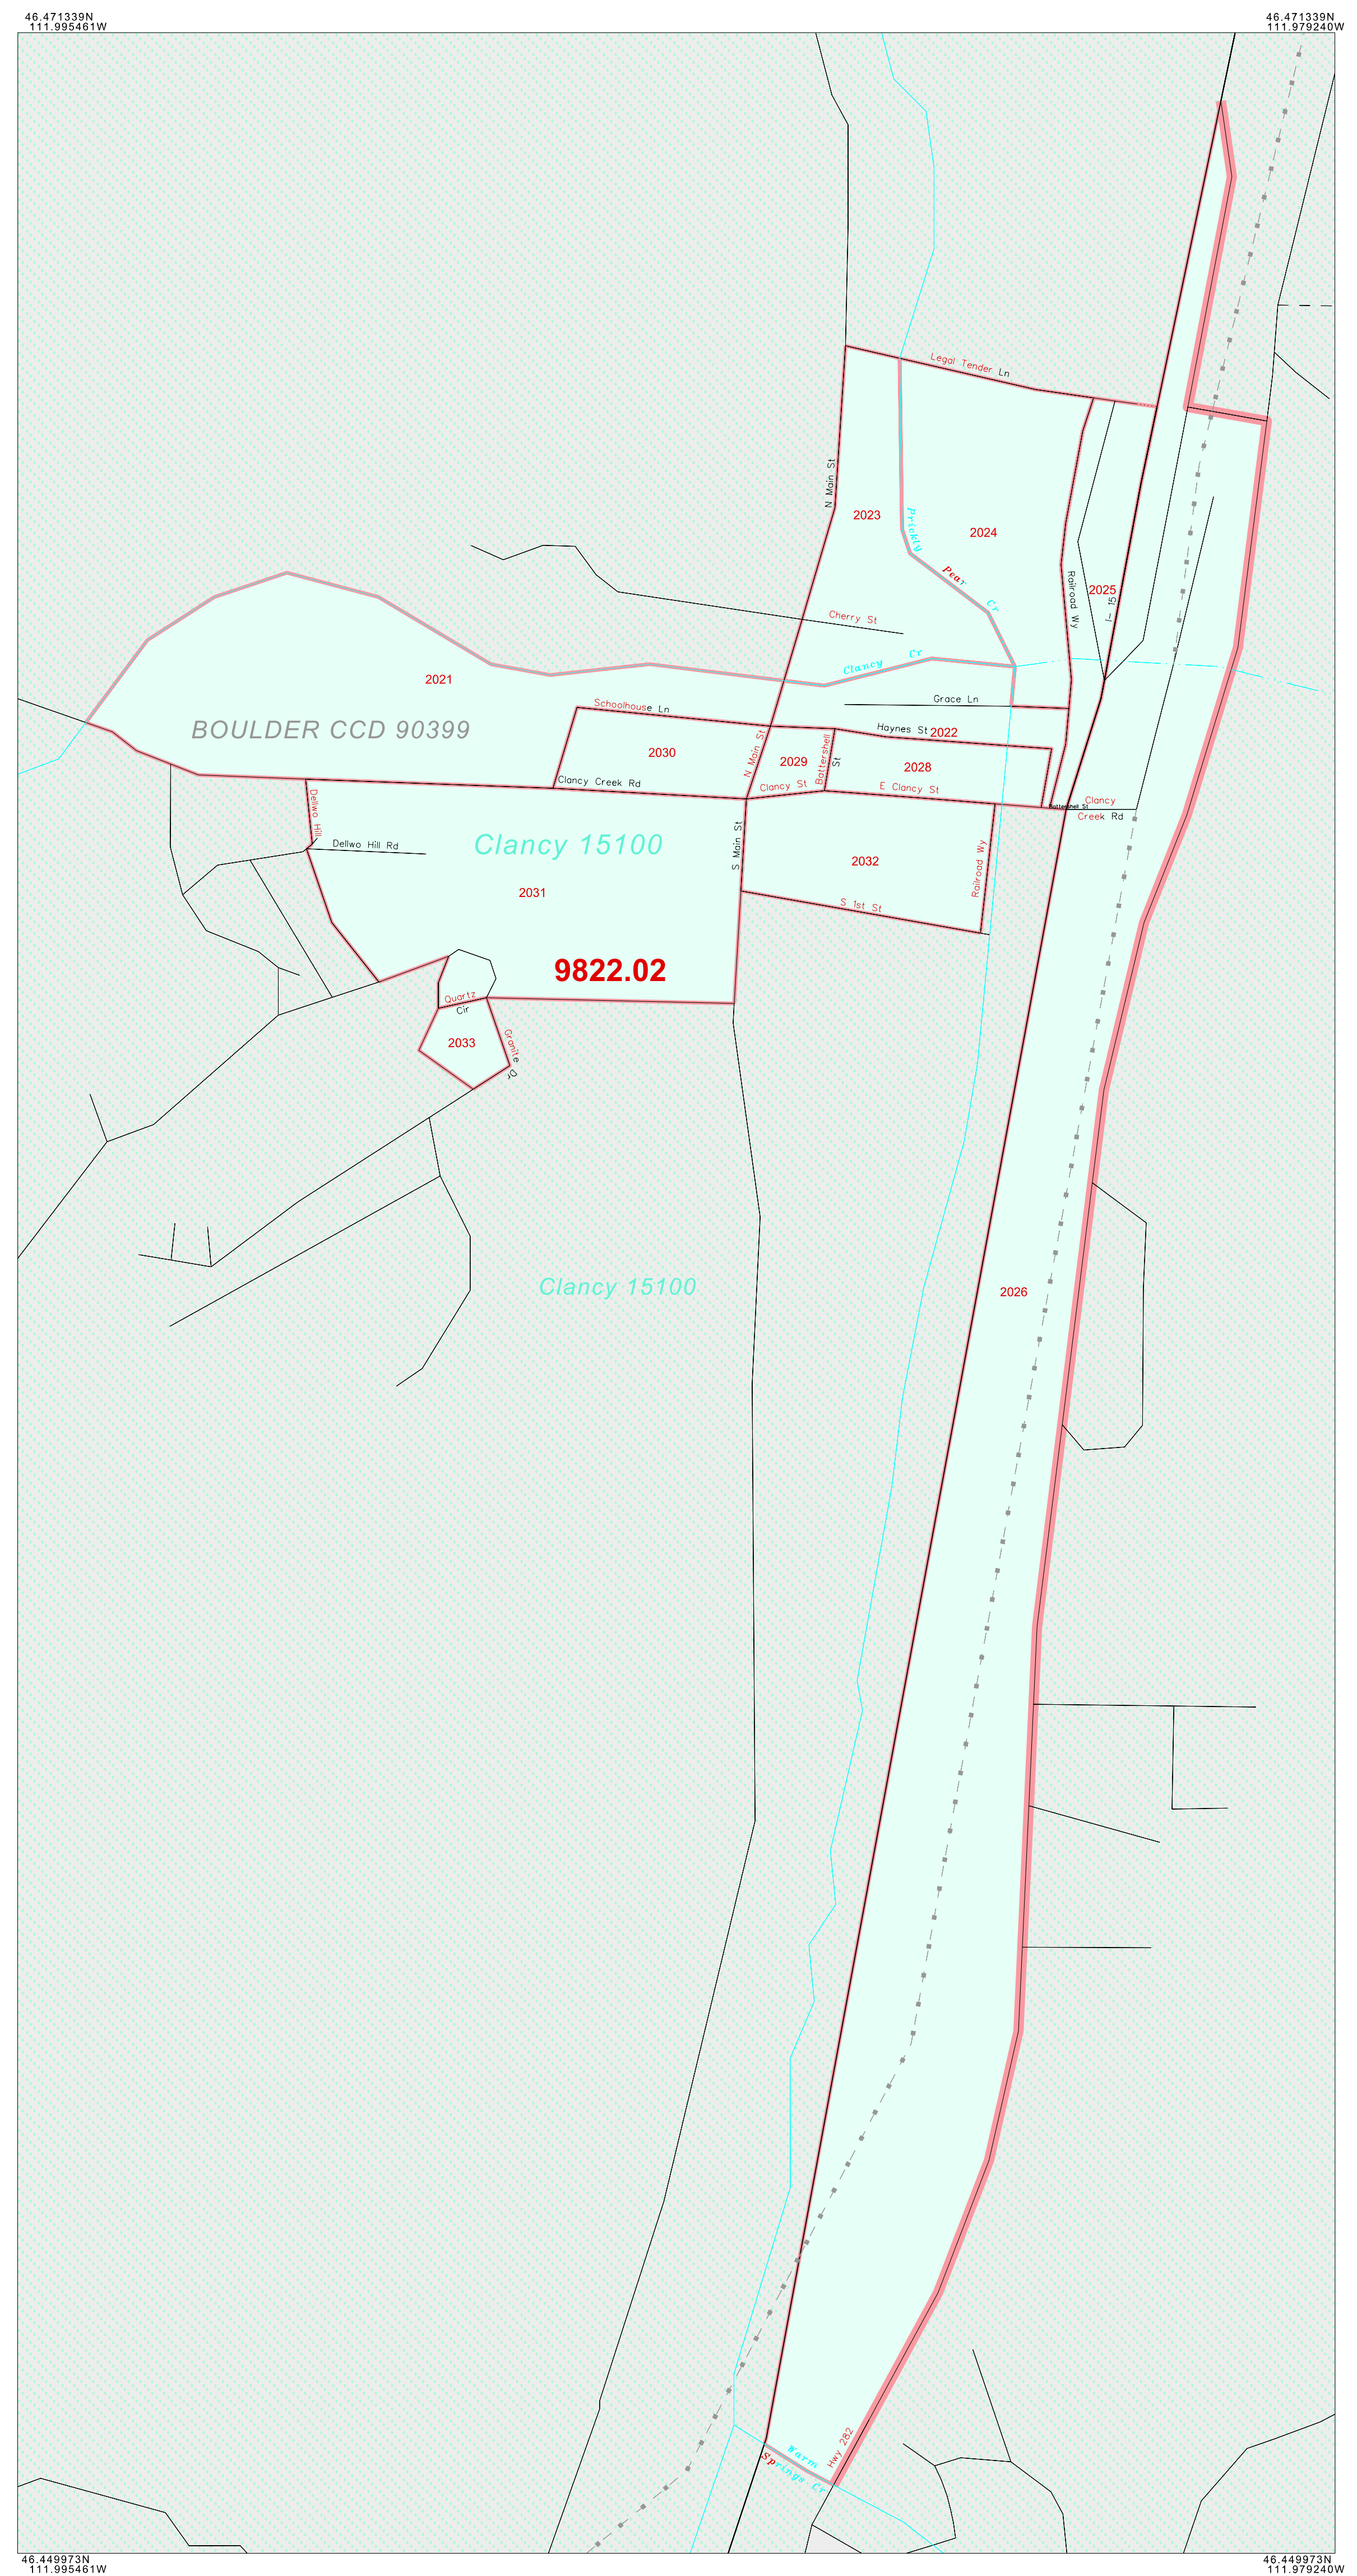 46.471339N
111.995461W
46.471339N
111.979240W
Legal Tender Ln
N Main St
2023
Prickly
Pear
Cr
2024
Railroad Wy
2025
I- 15
Cherry St
Clancy
Cr
2021
BOULDER CCD 90399
Schoolhouse Ln
Grace Ln
Haynes St
2022
2030
N Main St
2029
Battershell
St
2028
Clancy Creek Rd
Clancy St
E Clancy St
Battershell St
Clancy
Creek Rd
Dellwo Hill
Dellwo Hill Rd
Clancy 15100
S Main St
2032
Railroad Wy
2031
S 1st St
9822.02
Quartz
Cir
2033
Granite
Dr
Clancy 15100
2026
Hwy 282
Warm
Springs Cr
46.449973N
111.995461W
46.449973N
111.979240W